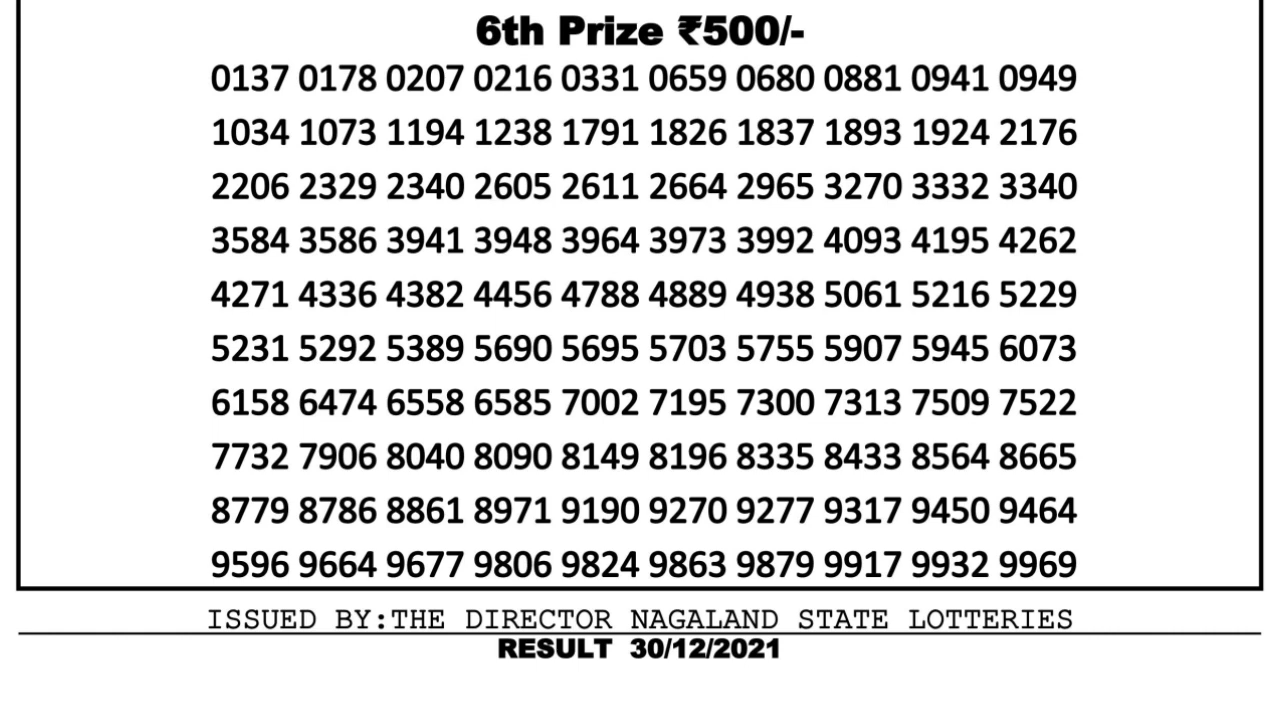 6th Prize ₹500/-
0137 0178 0207 0216 0331 0659 0680 0881 0941 0949
1034 1073 1194 1238 1791 1826 1837 1893 1924 2176
2206 2329 2340 2605 2611 2664 2965 3270 3332 3340
3584 3586 3941 3948 3964 3973 3992 4093 4195 4262
4271 4336 4382 4456 4788 4889 4938 5061 5216 5229
5231 5292 5389 5690 5695 5703 5755 5907 5945 6073
6158 6474 6558 6585 7002 7195 7300 7313 7509 7522
7732 7906 8040 8090 8149 8196 8335 8433 8564 8665
8779 8786 8861 8971 9190 9270 9277 9317 9450 9464
9596 9664 9677 9806 9824 9863 9879 9917 9932 9969
ISSUED BY:THE DIRECTOR NAGALAND STATE LOTTERIES
RESULT 30/12/2021